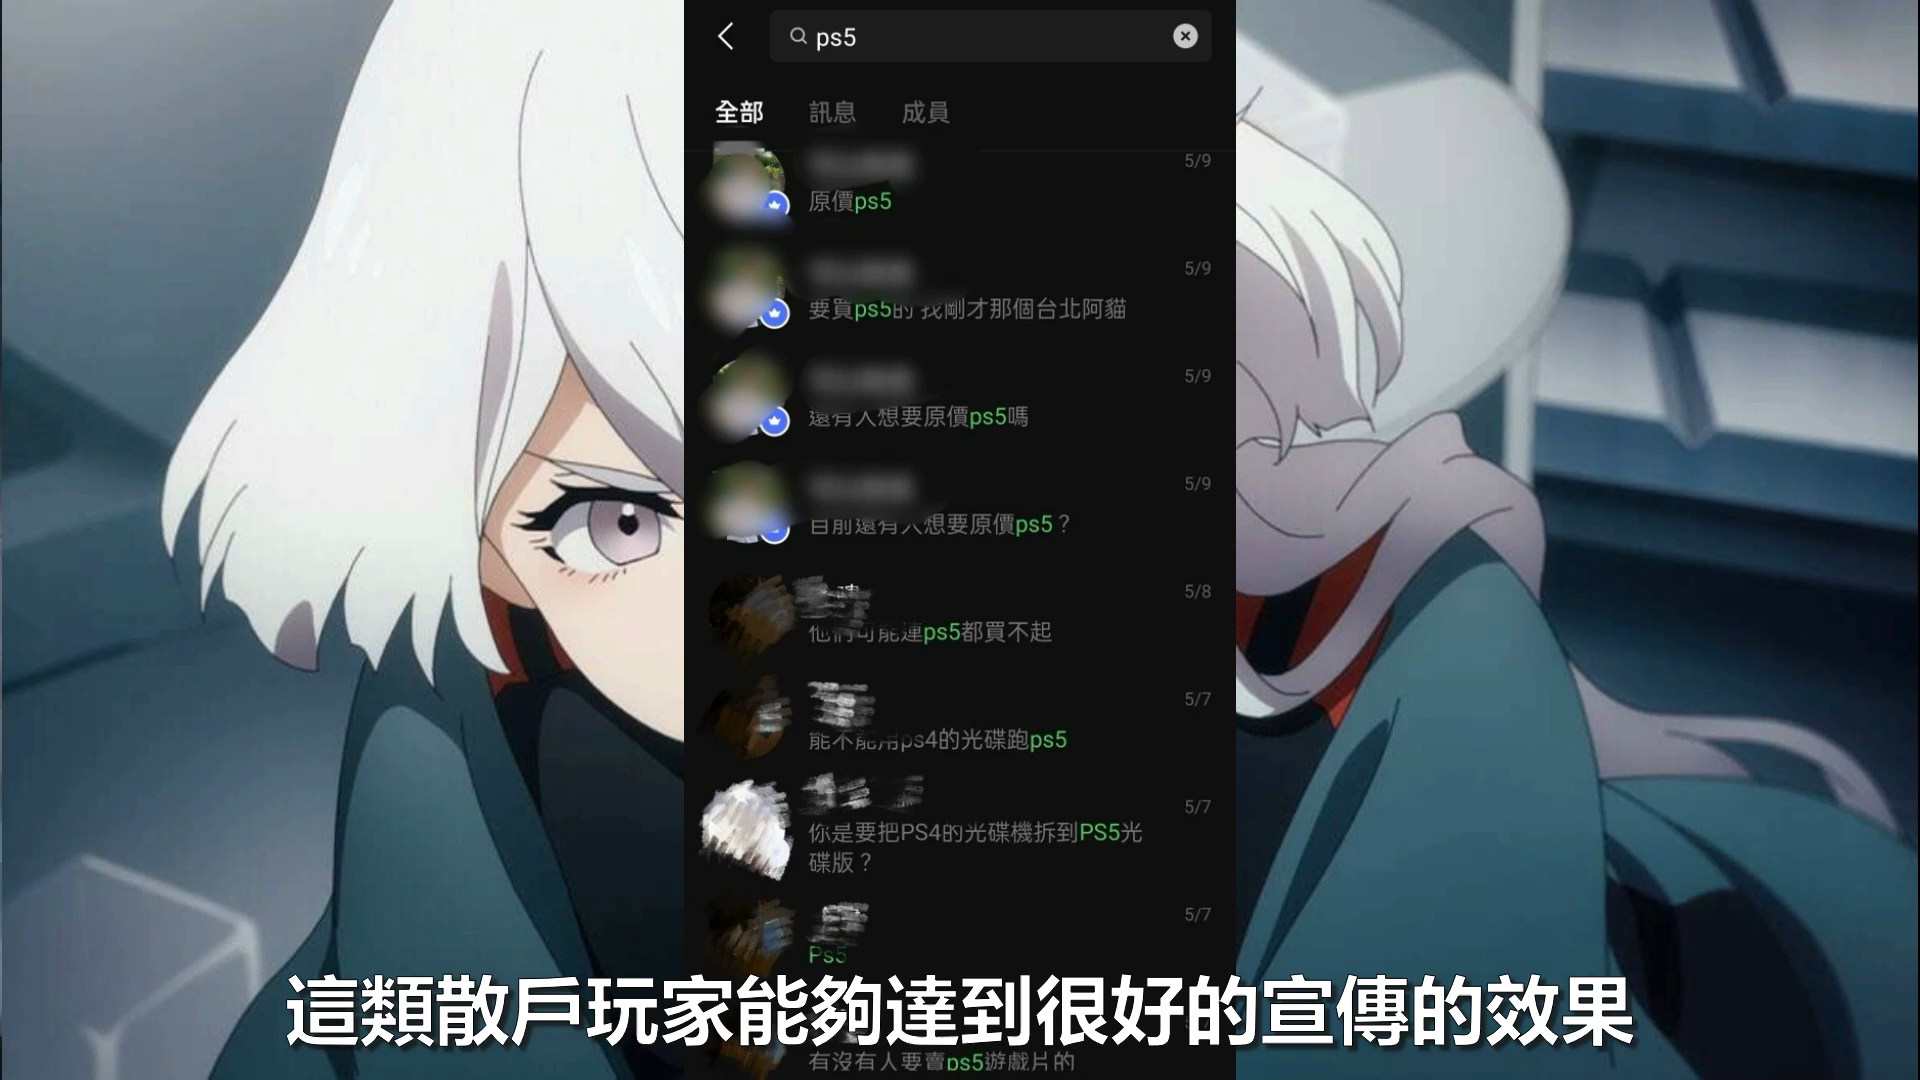 ps5
全部 訊息 成員
5/9
原價ps5
5/9
要買ps5的 我剛才那個台北阿貓
5/9
還有人想要原價ps5嗎
5/9
目前還有人想要原價ps5？
5/8
他們可能連ps5都買不起
5/7
能不能用ps4的光碟跑ps5
5/7
你是要把PS4的光碟機拆到PS5光
碟版？
5/7
Ps5
這類散戶玩家能夠達到很好的宣傳的效果
有沒有人要賣ps5遊戲片的